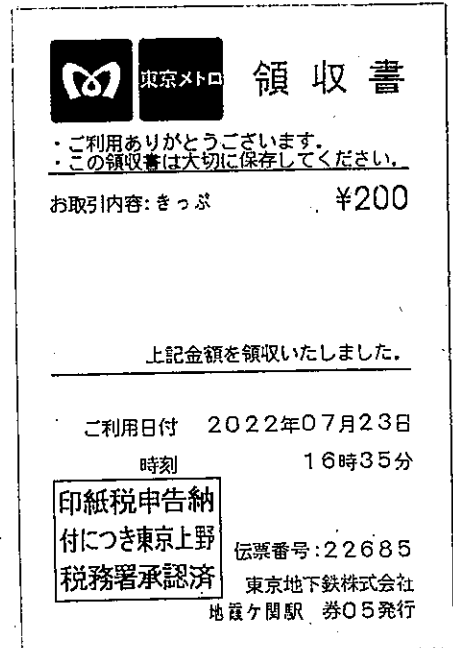 東京メトロ 領収書
・ご利用ありがとうございます．
・この領収書は大切に保存してください．
お取引内容:きっぷ ¥200
上記金額を領収いたしました．
ご利用日付 2022年07月23日
時刻 16時35分
印紙税申告納
付につき東京上野
税務署承認済
伝票番号:22685
東京地下鉄株式会社
地霞ケ関駅 券05発行